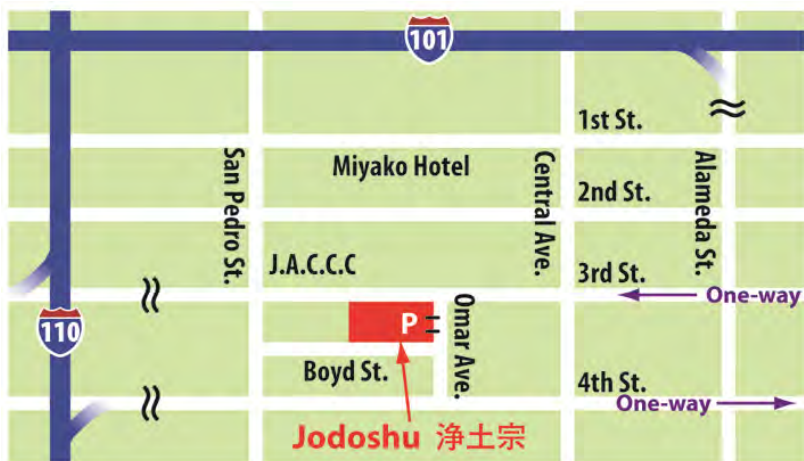 101
1st St.
San Pedro St.
Miyako Hotel
Central Ave.
Alameda St.
2nd St.
J.A.C.C.C
3rd St.
One-way
110
P
Omar Ave.
Boyd St.
4th St.
One-way
Jodoshu 浄土宗